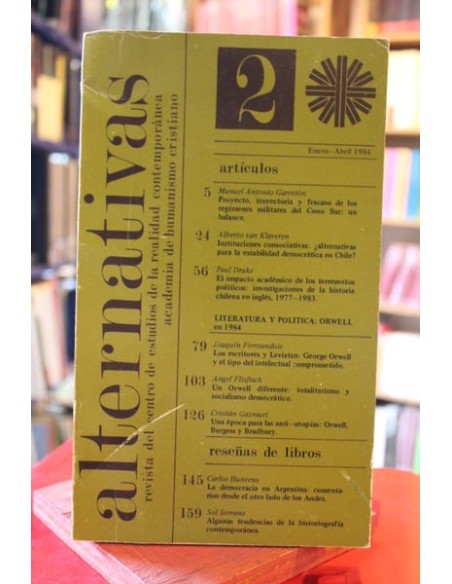 alternativas
revista del centro de estudios de la realidad contemporánea
academia de humanismo cristiano
2
Enero-Abril 1984
artículos
5 Manuel Antonio Garretón
Proyecto, trayectoria y fracaso de los
regímenes militares del Cono Sur: un
balance.
24 Alberto van Klaveren
Instituciones consociativas: ¿alternativas
para la estabilidad democrática en Chile?
56 Paul Drake
El impacto académico de los terremotos
políticos: investigaciones de la historia
chilena en inglés, 1977-1983.
LITERATURA Y POLITICA: ORWELL
en 1984
79 Joaquín Fermandois
Los escritores y Leviatán: George Orwell
y el tipo del intelectual comprometido.
103 Angel Flisfisch
Un Orwell diferente: totalitarismo y
socialismo democrático.
126 Cristián Gazmuri
Una época para las anti-utopías: Orwell,
Burgess y Bradbury.
reseñas de libros
145 Carlos Huneeus
La democracia en Argentina: comenta-
rios desde el otro lado de los Andes.
159 Sol Serrano
Algunas tendencias de la historiografía
contemporánea.